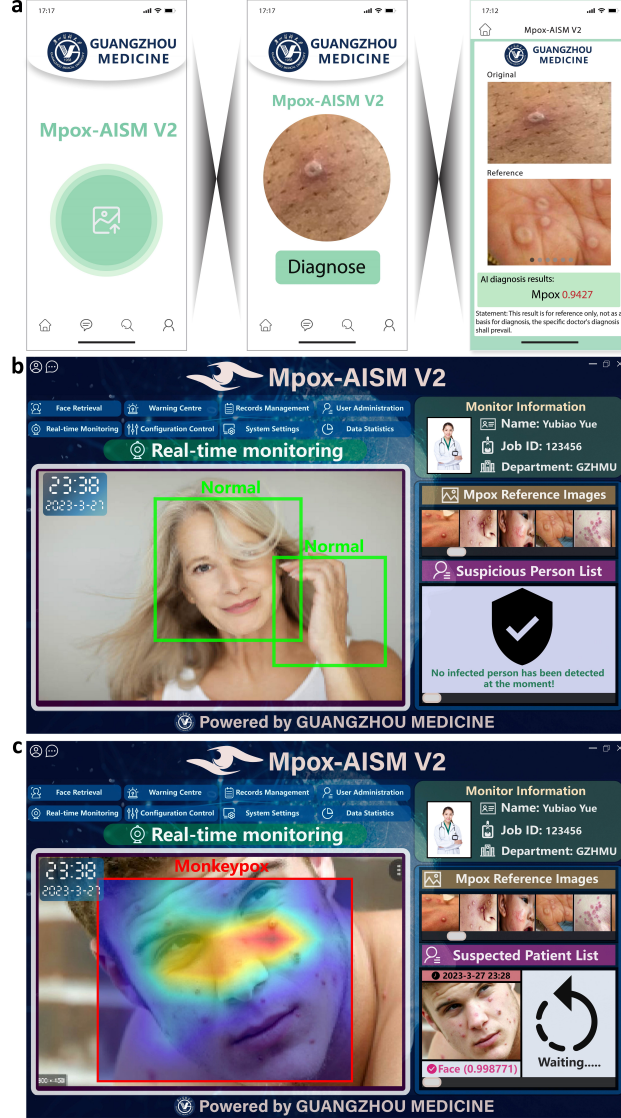 a
17:17
GUANGZHOU
MEDICINE
Mpox-AISM V2
17:17
GUANGZHOU
MEDICINE
Mpox-AISM V2
Diagnose
17:12
Mpox-AISM V2
GUANGZHOU
MEDICINE
Original
Reference
AI diagnosis results:
Mpox 0.9427
Statement: This result is for reference only, not as a
basis for diagnosis, the specific doctor's diagnosis
shall prevail.
b
Mpox-AISM V2
Face Retrieval
Warning Centre
Records Management
User Administration
Real-time Monitoring
Configuration Control
System Settings
Data Statistics
Real-time monitoring
23:38
2023-3-27
Normal
Normal
Monitor Information
Name: Yubiao Yue
Job ID: 123456
Department: GZHMU
Mpox Reference Images
Suspicious Person List
No infected person has been detected
at the moment!
Powered by GUANGZHOU MEDICINE
c
Mpox-AISM V2
Face Retrieval
Warning Centre
Records Management
User Administration
Real-time Monitoring
Configuration Control
System Settings
Data Statistics
Real-time monitoring
23:38
2023-3-27
Monkeypox
Monitor Information
Name: Yubiao Yue
Job ID: 123456
Department: GZHMU
Mpox Reference Images
Suspected Patient List
2023-3-27 23:28
Face (0.998771)
Waiting.....
Powered by GUANGZHOU MEDICINE